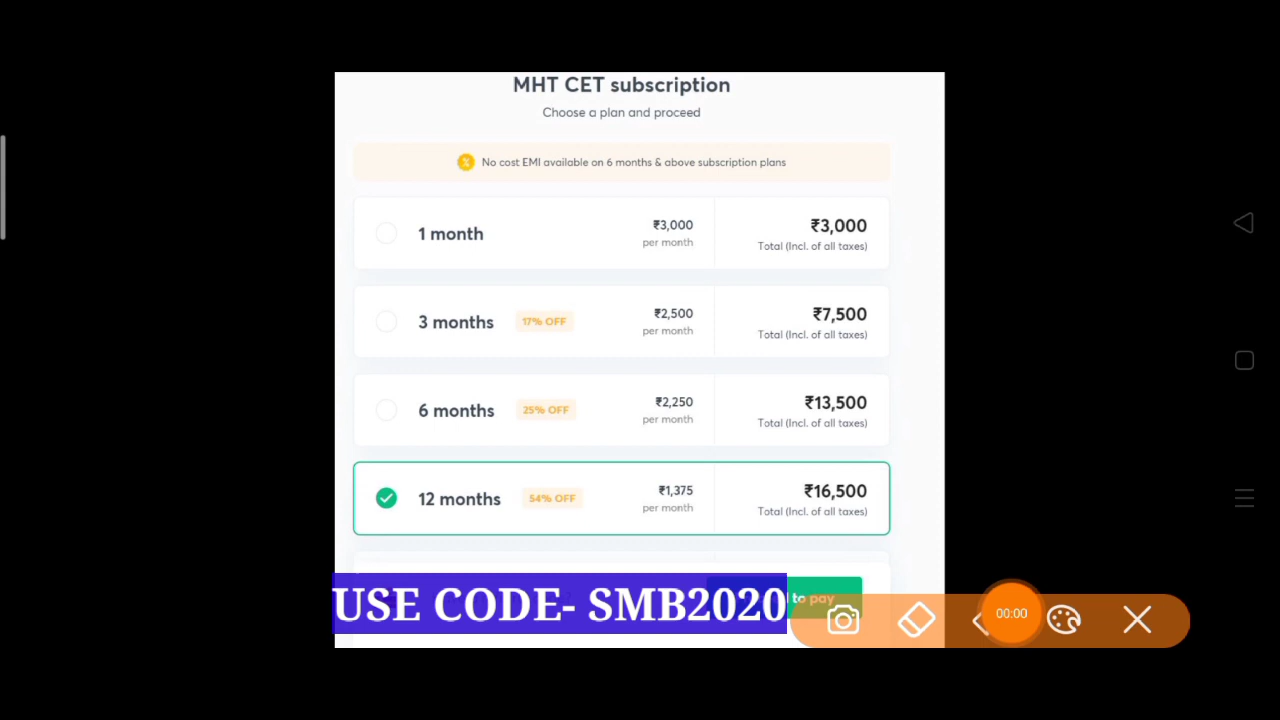 MHT CET subscription
Choose a plan and proceed
No cost EMI available on 6 months & above subscription plans
1 month
₹3,000
per month
₹3,000
Total (Incl. of all taxes)
3 months
17% OFF
₹2,500
per month
₹7,500
Total (Incl. of all taxes)
6 months
25% OFF
₹2,250
per month
₹13,500
Total (Incl. of all taxes)
12 months
54% OFF
₹1,375
per month
₹16,500
Total (Incl. of all taxes)
to pay
USE CODE- SMB2020
00:00